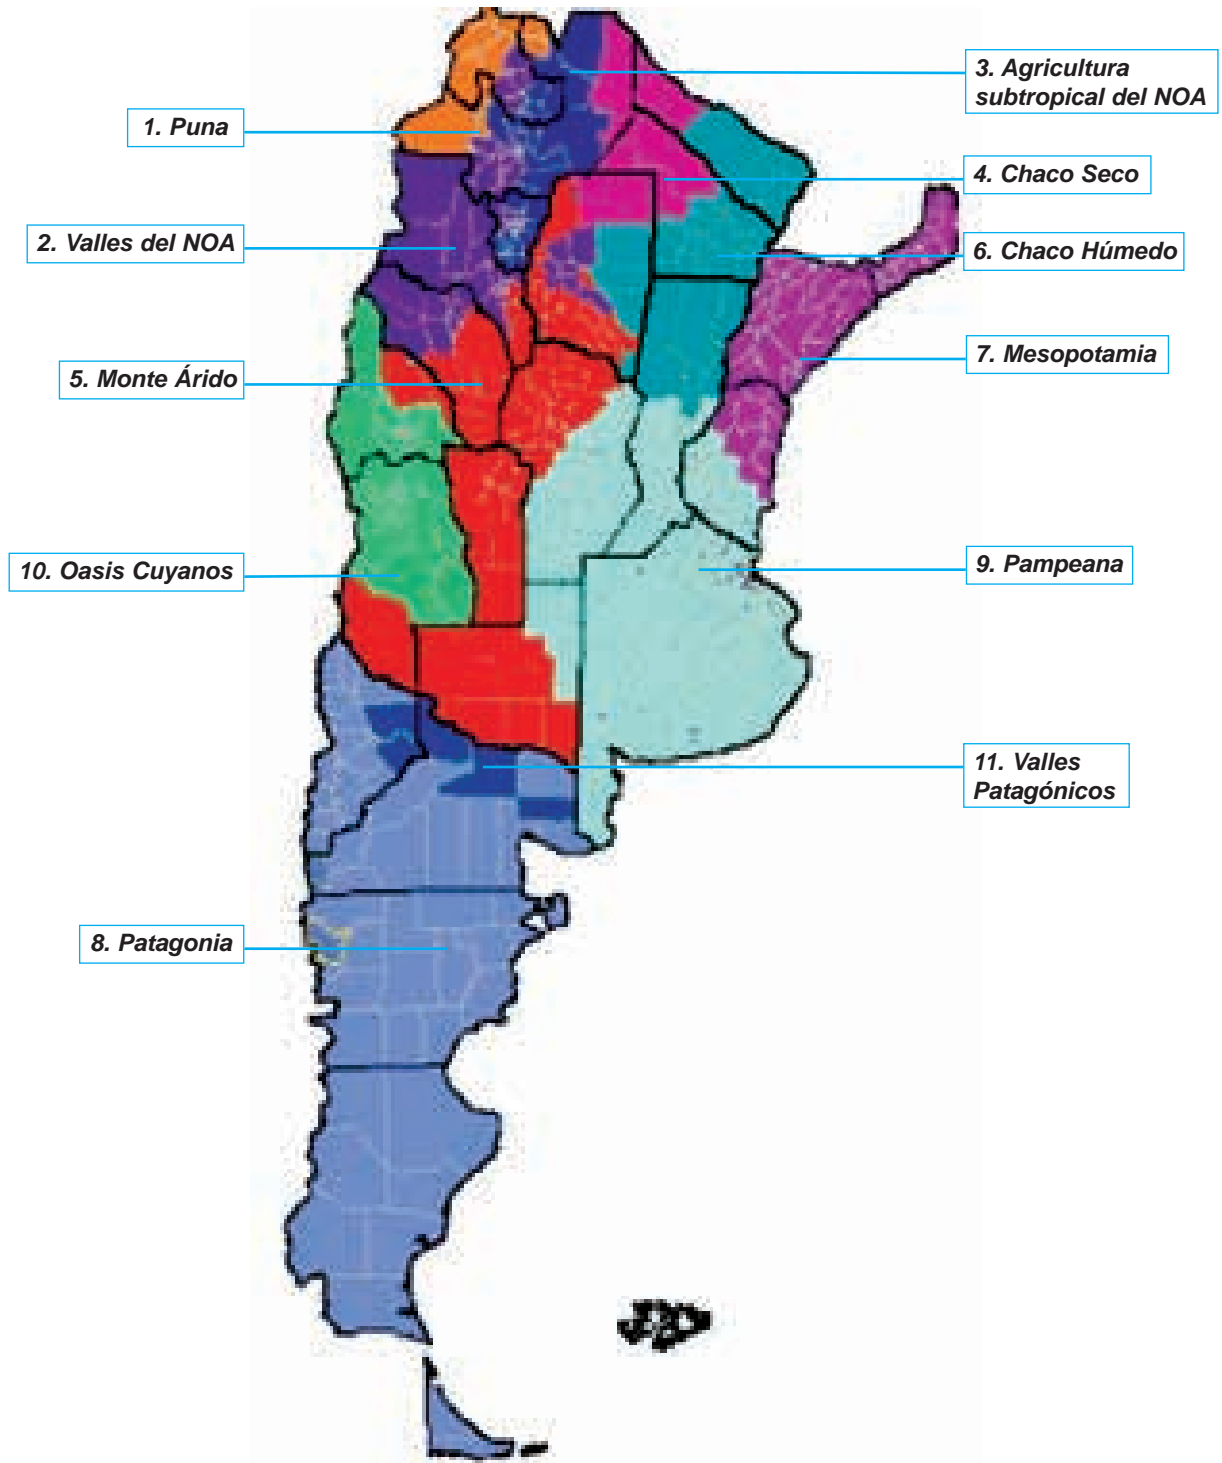 1. Puna
2. Valles del NOA
3. Agricultura
subtropical del NOA
4. Chaco Seco
5. Monte Árido
6. Chaco Húmedo
7. Mesopotamia
8. Patagonia
9. Pampeana
10. Oasis Cuyanos
11. Valles
Patagónicos